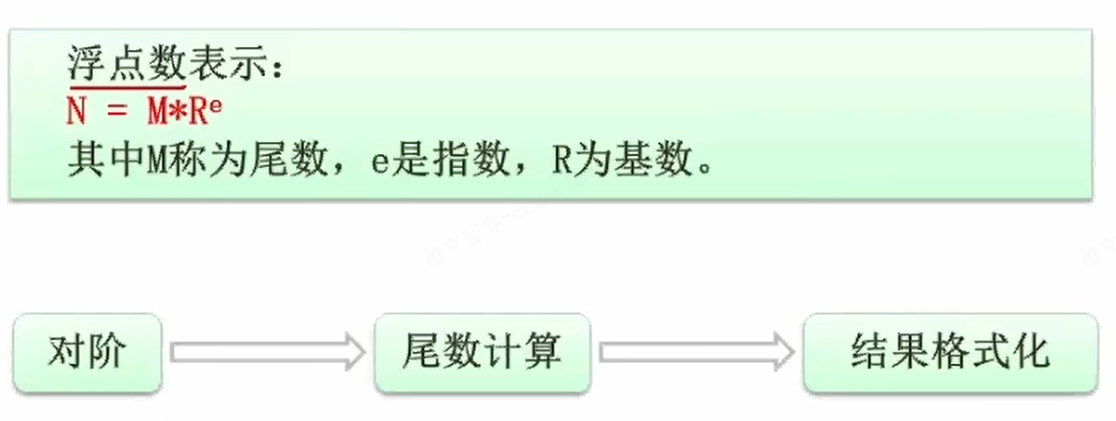 浮点数表示：
N = M*Rᵉ
其中M称为尾数，e是指数，R为基数。
对阶
尾数计算
结果格式化